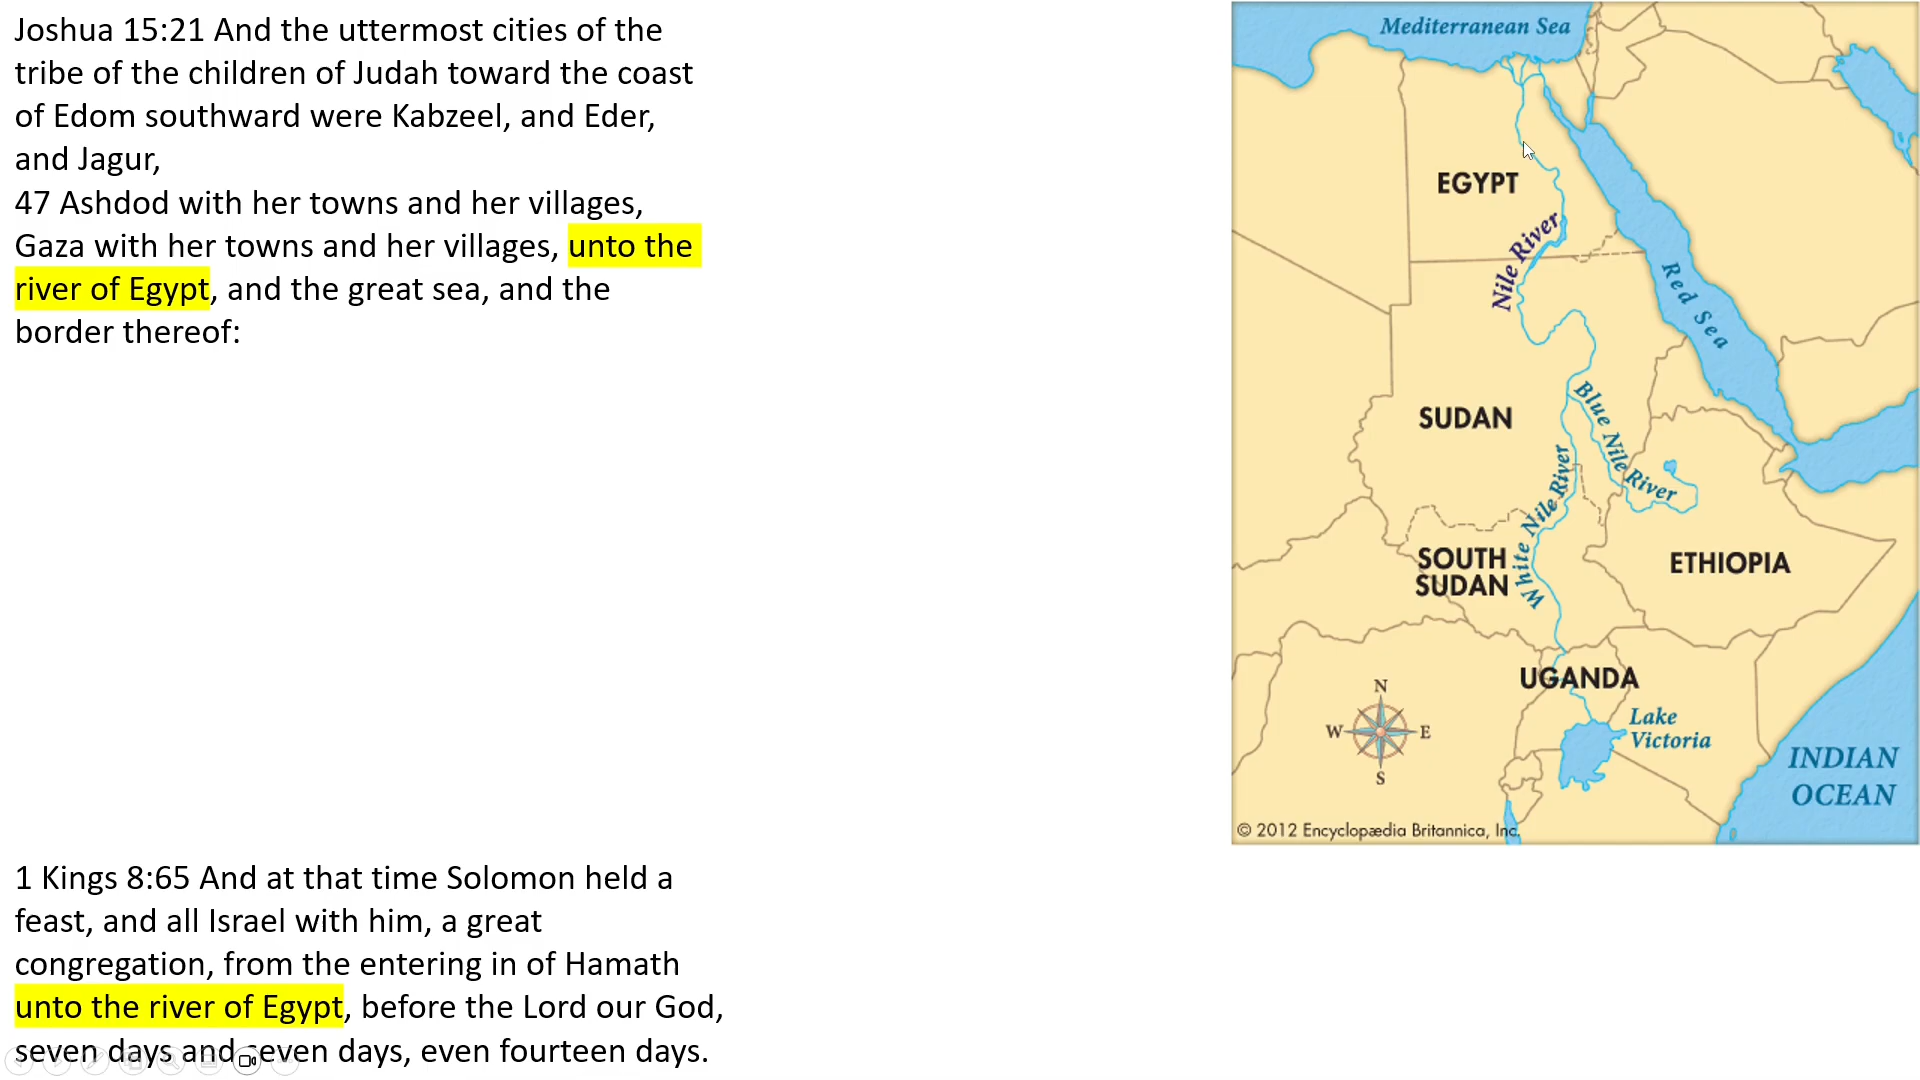 Joshua 15:21 And the uttermost cities of the
tribe of the children of Judah toward the coast
of Edom southward were Kabzeel, and Eder,
and Jagur,
47 Ashdod with her towns and her villages,
Gaza with her towns and her villages, unto the
river of Egypt, and the great sea, and the
border thereof:
1 Kings 8:65 And at that time Solomon held a
feast, and all Israel with him, a great
congregation, from the entering in of Hamath
unto the river of Egypt, before the Lord our God,
seven days and seven days, even fourteen days.
Mediterranean Sea
EGYPT
Nile River
Red Sea
SUDAN
Blue Nile River
White Nile River
SOUTH
SUDAN
ETHIOPIA
UGANDA
N
W
E
S
Lake
Victoria
INDIAN
OCEAN
© 2012 Encyclopædia Britannica, Inc.